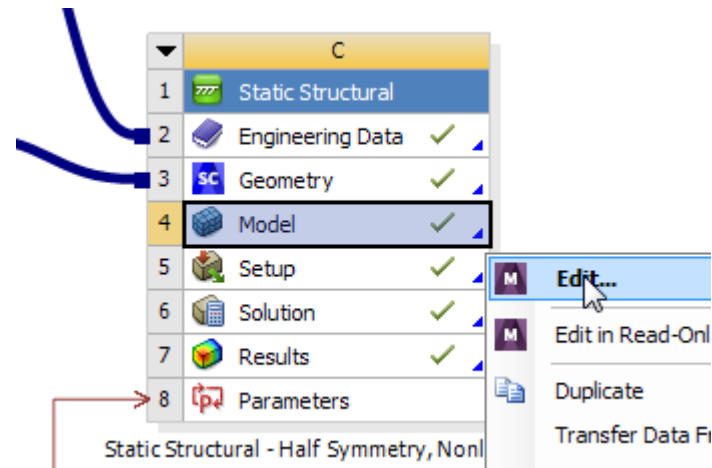 C
1 Static Structural
2 Engineering Data
3 SC Geometry
4 Model
5 Setup
M Edit...
6 Solution
M Edit in Read-Onl
7 Results
Duplicate
8 Parameters
Transfer Data Fr
Static Structural - Half Symmetry, Nonl